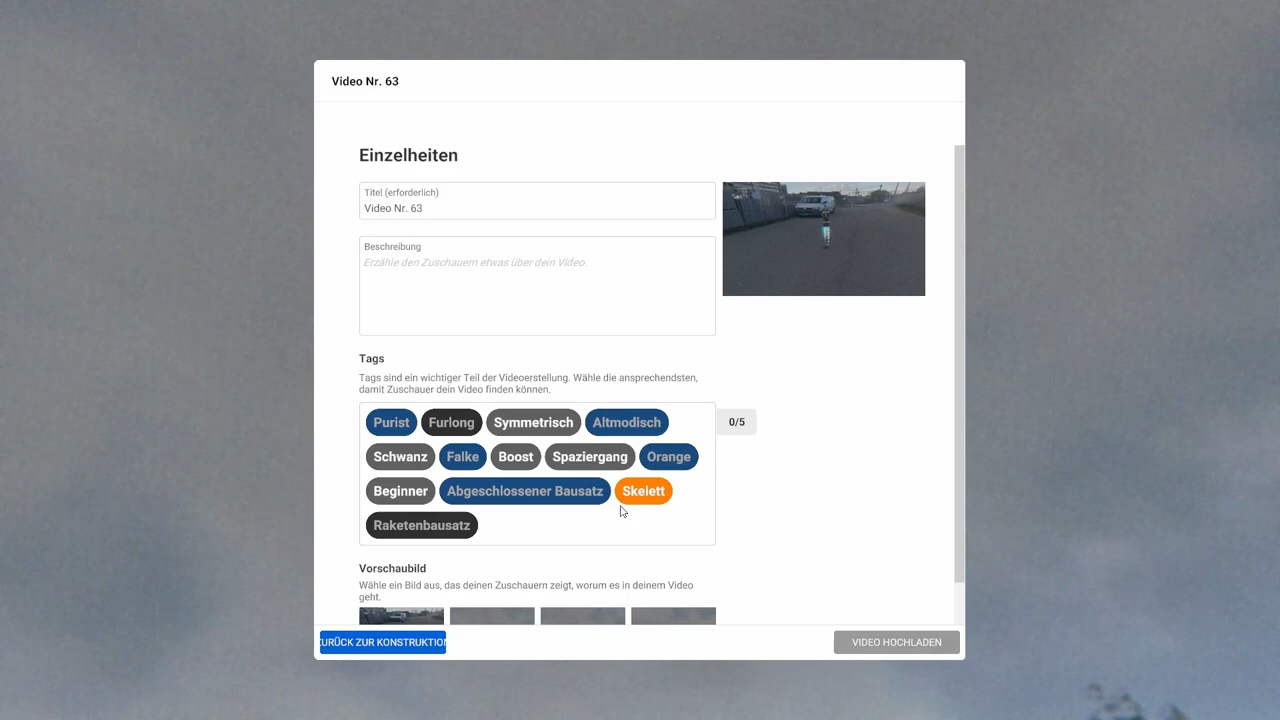 Video Nr. 63
Einzelheiten
Titel (erforderlich)
Video Nr. 63
Beschreibung
Erzähle den Zuschauern etwas über dein Video.
Tags
Tags sind ein wichtiger Teil der Videoerstellung. Wähle die ansprechendsten,
damit Zuschauer dein Video finden können.
Purist Furlong Symmetrisch Altmodisch 0/5
Schwanz Falke Boost Spaziergang Orange
Beginner Abgeschlossener Bausatz Skelett
Raketenbausatz
Vorschaubild
Wähle ein Bild aus, das deinen Zuschauern zeigt, worum es in deinem Video
geht.
ZURÜCK ZUR KONSTRUKTION VIDEO HOCHLADEN